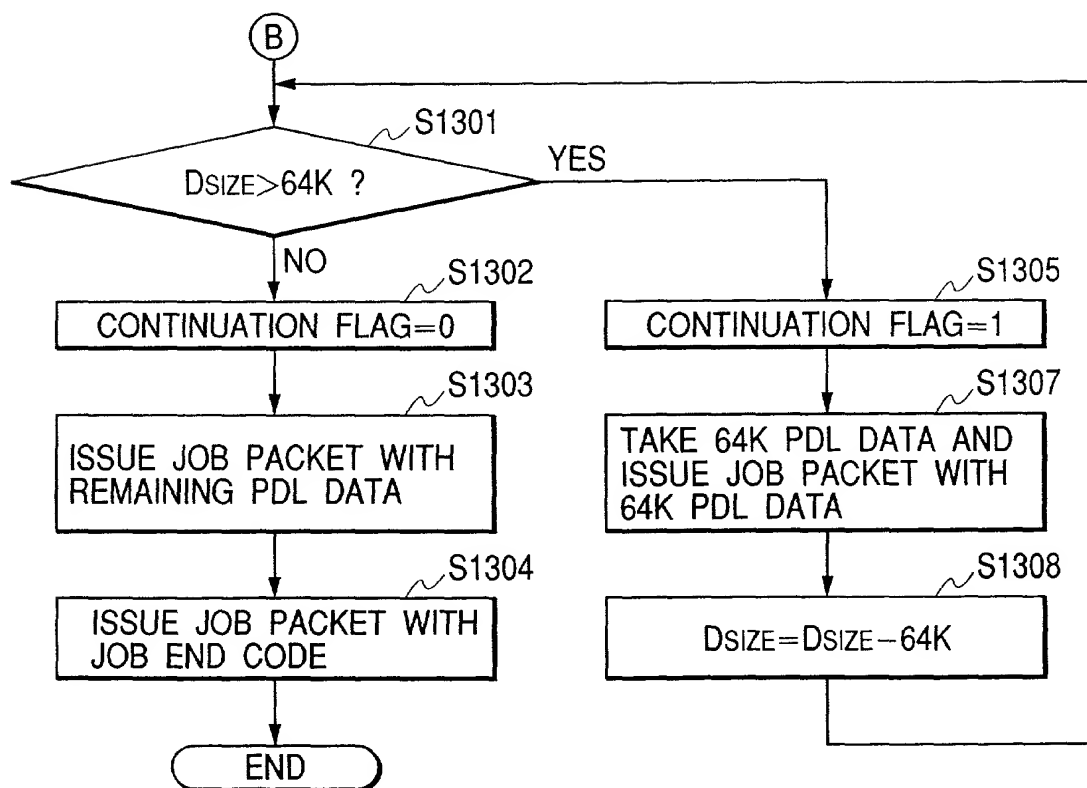 B
S1301
DSIZE>64K ?
YES
NO
S1302
CONTINUATION FLAG=0
S1303
ISSUE JOB PACKET WITH
REMAINING PDL DATA
S1304
ISSUE JOB PACKET WITH
JOB END CODE
END
S1305
CONTINUATION FLAG=1
S1307
TAKE 64K PDL DATA AND
ISSUE JOB PACKET WITH
64K PDL DATA
S1308
DSIZE=DSIZE−64K